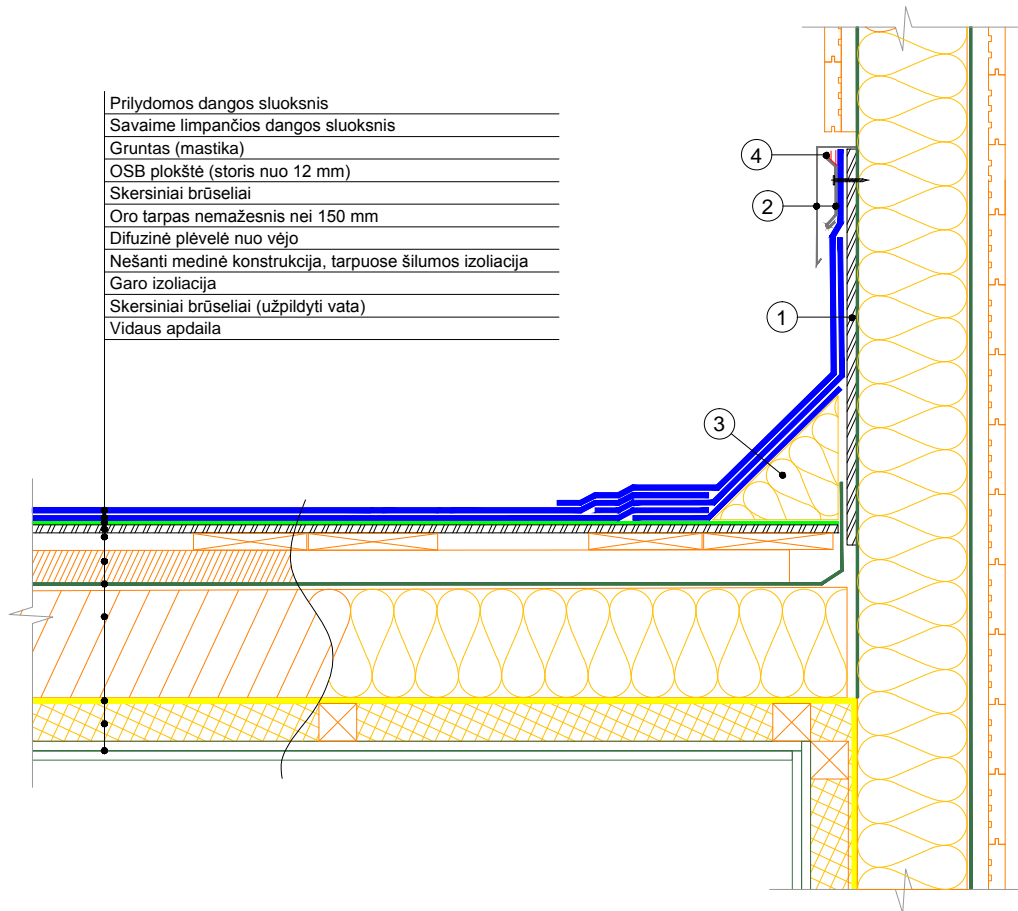 Prilydomos dangos sluoksnis
Savaime limpančios dangos sluoksnis
Gruntas (mastika)
OSB plokštė (storis nuo 12 mm)
Skersiniai brūseliai
Oro tarpas nemažesnis nei 150 mm
Difuzinė plėvelė nuo vėjo
Nešanti medinė konstrukcija, tarpuose šilumos izoliacija
Garo izoliacija
Skersiniai brūseliai (užpildyti vata)
Vidaus apdaila
4
2
1
3